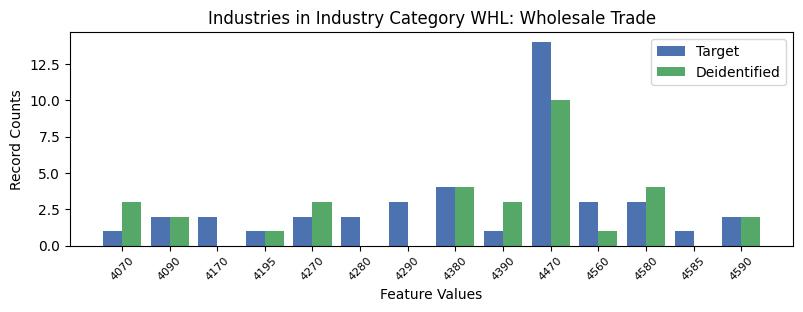 Industries in Industry Category WHL: Wholesale Trade
Target
Deidentified
Record Counts
12.5
10.0
7.5
5.0
2.5
0.0
4070 4090 4170 4195 4270 4280 4290 4380 4390 4470 4560 4580 4585 4590
Feature Values